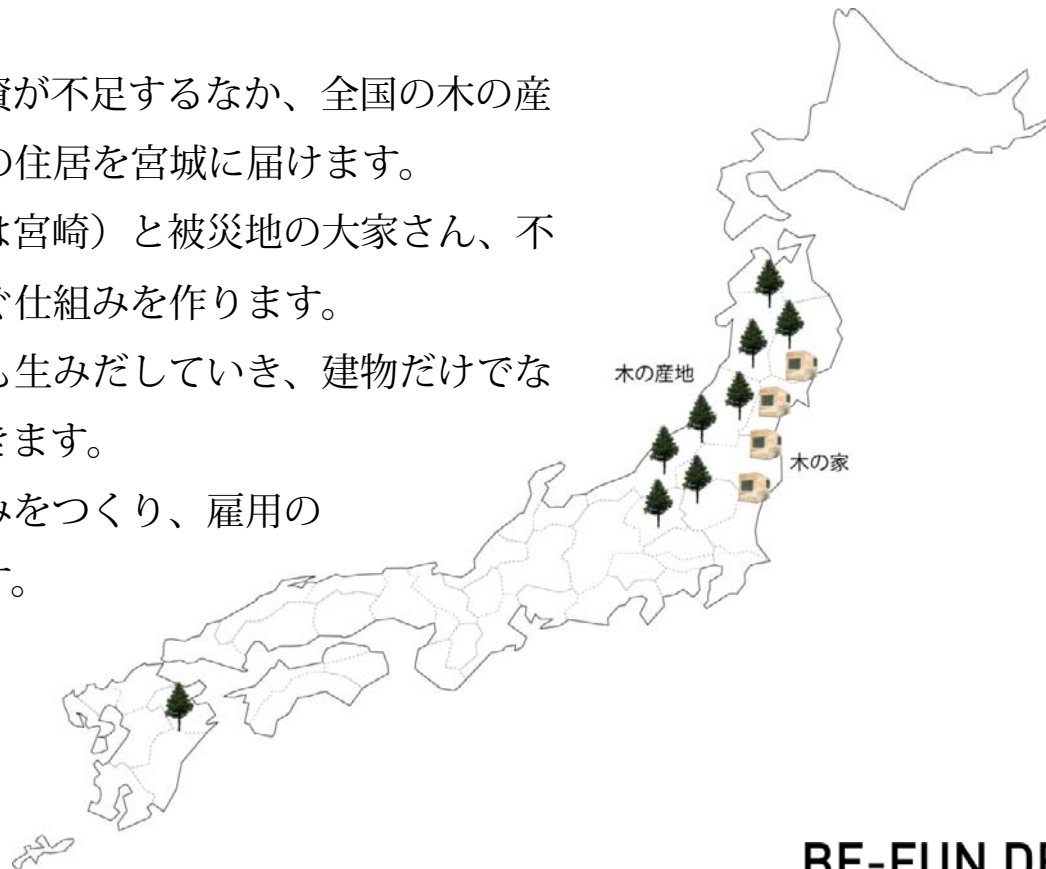 資が不足するなか、全国の木の産
の住居を宮城に届けます。
は宮崎）と被災地の大家さん、不
ぐ仕組みを作ります。
も生みだしていき、建物だけでな
きます。
みをつくり、雇用の
す。
木の産地
木の家
BE-FUN DE